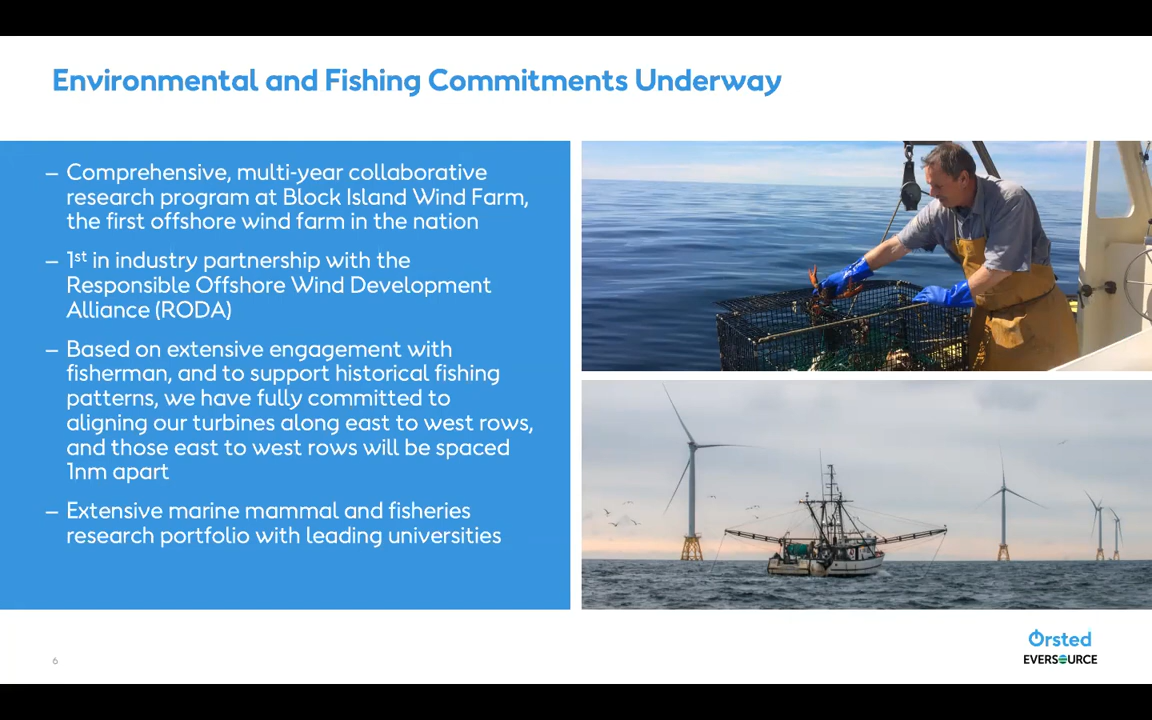 Environmental and Fishing Commitments Underway
– Comprehensive, multi-year collaborative
research program at Block Island Wind Farm,
the first offshore wind farm in the nation
– 1st in industry partnership with the
Responsible Offshore Wind Development
Alliance (RODA)
– Based on extensive engagement with
fisherman, and to support historical fishing
patterns, we have fully committed to
aligning our turbines along east to west rows,
and those east to west rows will be spaced
1nm apart
– Extensive marine mammal and fisheries
research portfolio with leading universities
6
Ørsted
EVERSOURCE